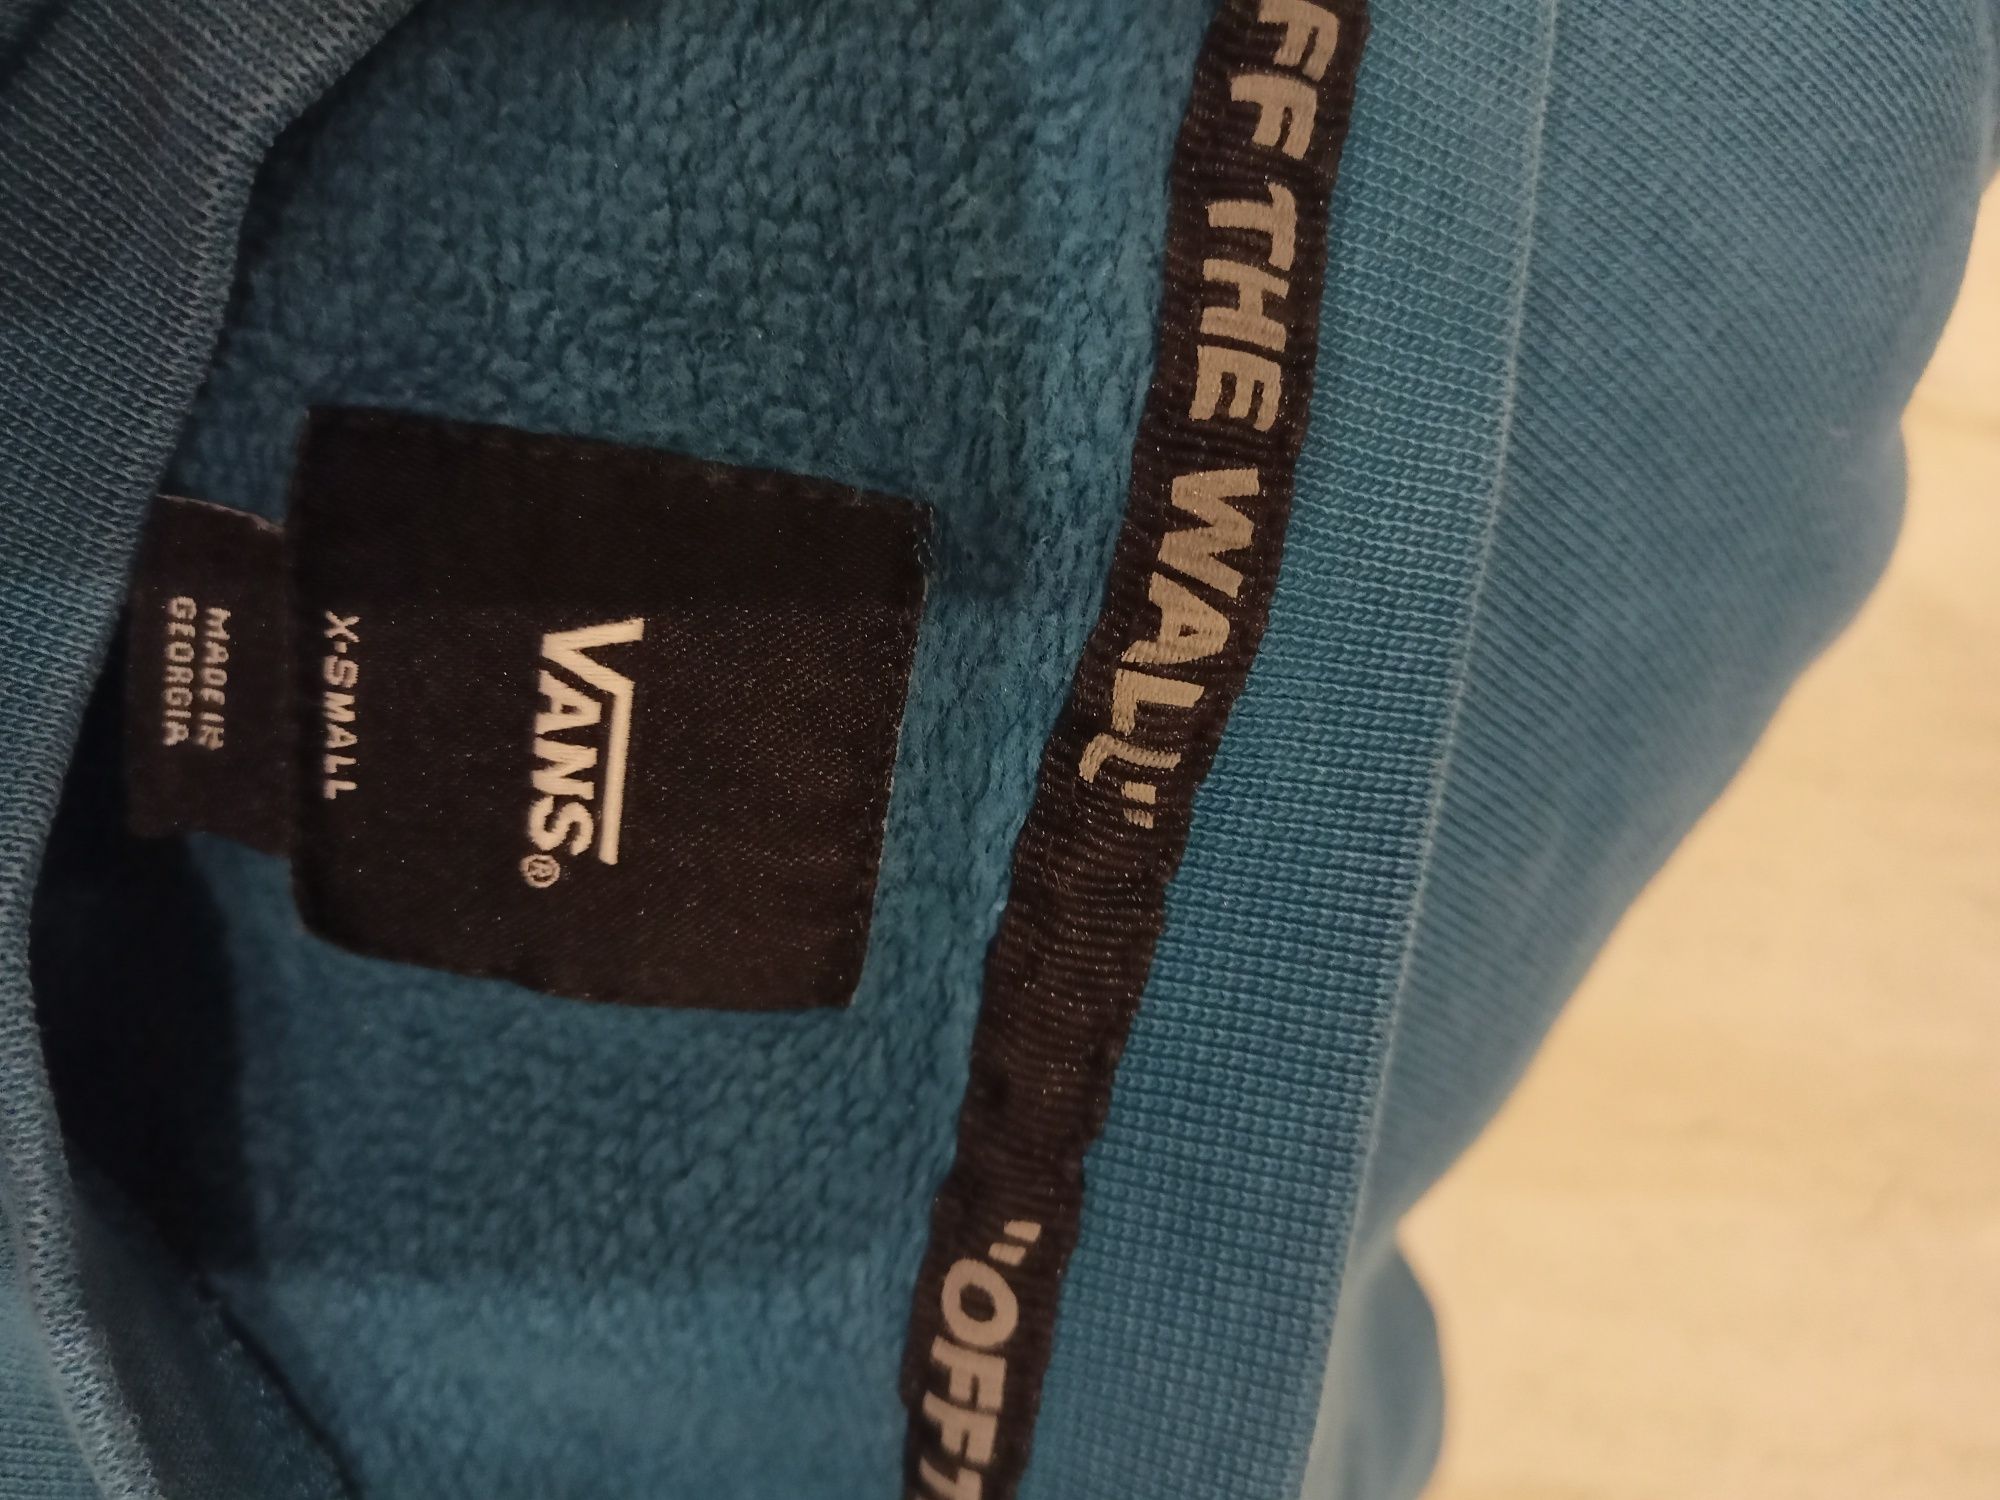 FF THE WALL"
"OFF T
VANS®
X-SMALL
MADE IN
GEORGIA